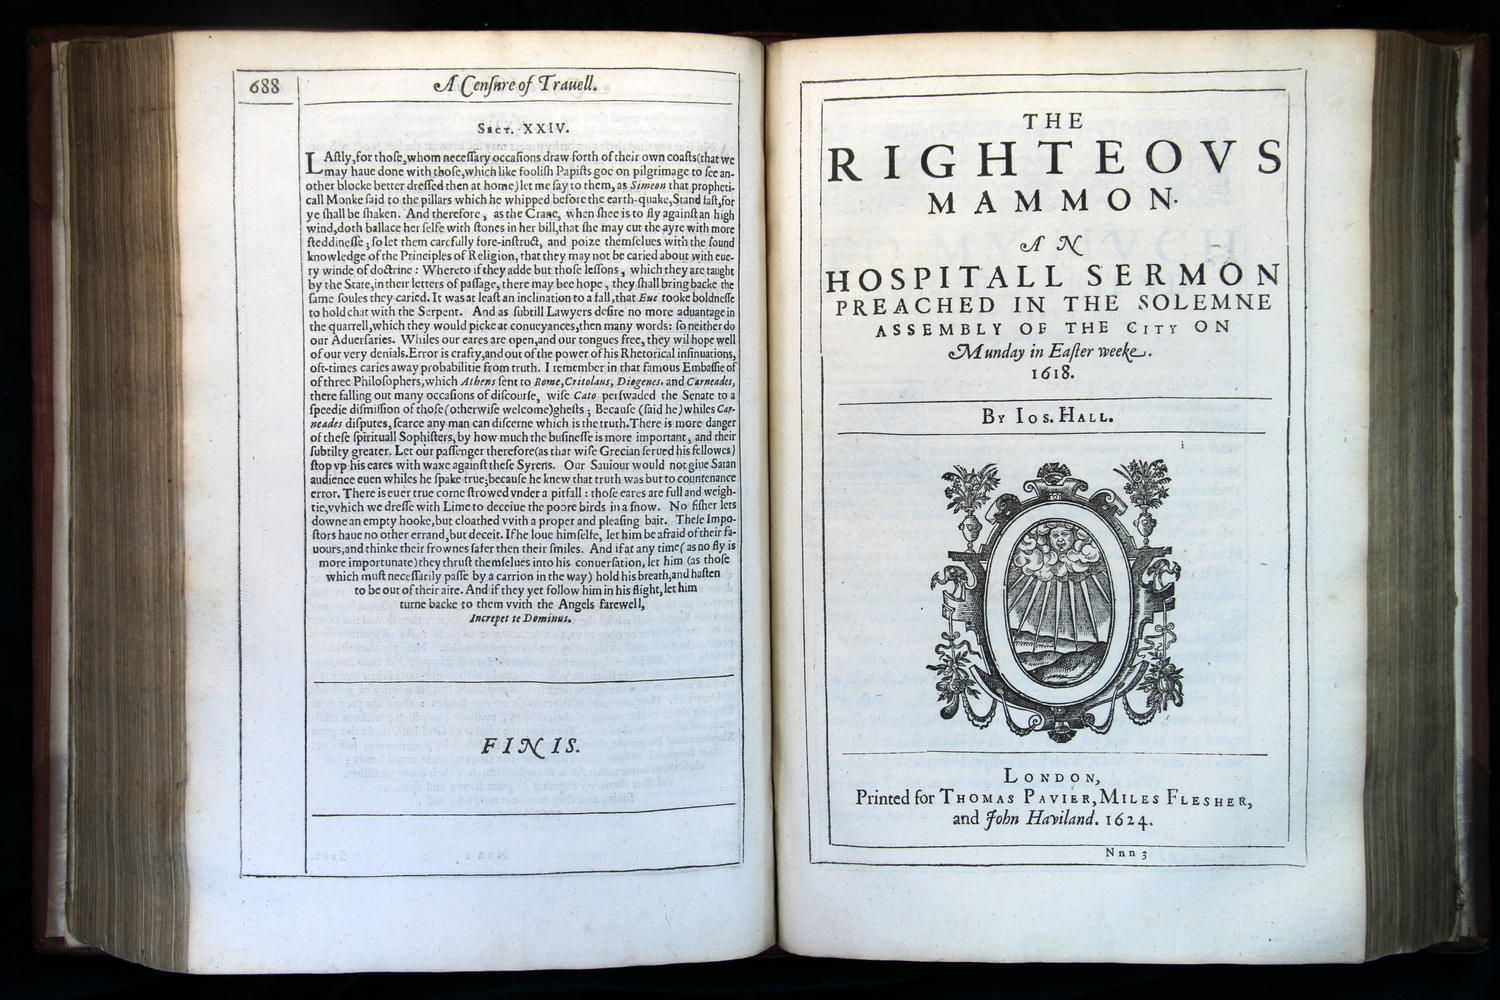 688
A Cenſure of Trauell.
Sect. XXIV.
LAſtly,for thoſe,whom neceſſary occaſions draw forth of their own coaſts(that we
may haue done with thoſe,which like fooliſh Papiſts goe on pilgrimage to ſee an-
other blocke better dreſſed then at home) let me ſay to them, as Simeon that propheti-
call Monke ſaid to the pillars which he whipped before the earth-quake,Stand faſt,for
ye ſhall be ſhaken. And therefore , as the Crane, when ſhee is to fly againſt an high
wind,doth ballace her ſelfe with ſtones in her bill,that ſhe may cut the ayre with more
ſteddineſſe ; ſo let them carefully fore-inſtruct, and poize themſelues with the ſound
knowledge of the Principles of Religion, that they may not be caried about with eue-
ry winde of doctrine : Whereto if they adde but thoſe leſſons , which they are taught
by the State,in their letters of paſſage, there may bee hope , they ſhall bring backe the
ſame ſoules they caried. It was at leaſt an inclination to a fall,that Eue tooke boldneſſe
to hold chat with the Serpent. And as ſubtill Lawyers deſire no more aduantage in
the quarrell,which they would picke at conueyances,then many words: ſo neither do
our Aduerſaries. Whiles our eares are open,and our tongues free, they wil hope well
of our very denials.Error is crafty,and out of the power of his Rhetorical inſinuations,
oft-times caries away probabilitie from truth. I remember in that famous Embaſſie of
of three Philoſophers,which Athens ſent to Rome,Critolaus, Diogenes, and Carneades,
there falling out many occaſions of diſcourſe, wiſe Cato perſwaded the Senate to a
ſpeedie diſmiſſion of thoſe(otherwiſe welcome)gheſts ; Becauſe (ſaid he) whiles Car-
neades diſputes, ſcarce any man can diſcerne which is the truth.There is more danger
of theſe ſpirituall Sophiſters, by how much the buſineſſe is more important, and their
ſubtilty greater. Let our paſſenger therefore(as that wiſe Grecian ſerued his fellowes)
ſtop vp his eares with waxe againſt theſe Syrens. Our Sauiour would not giue Satan
audience euen whiles he ſpake true;becauſe he knew that truth was but to countenance
error. There is euer true corne ſtrowed vnder a pitfall : thoſe eares are full and weigh-
tie,vvhich we dreſſe with Lime to deceiue the poore birds in a ſnow. No fiſher lets
downe an empty hooke,but cloathed vvith a proper and pleaſing bait. Theſe Impo-
ſtors haue no other errand,but deceit. If he loue himſelfe, let him be afraid of their fa-
uours,and thinke their frownes ſafer then their ſmiles. And if at any time( as no fly is
more importunate)they thruſt themſelues into his conuerſation, let him (as thoſe
which muſt neceſſarily paſſe by a carrion in the way) hold his breath,and haſten
to be out of their aire. And if they yet follow him in his flight,let him
turne backe to them vvith the Angels farewell,
Increpet te Dominus.
FINIS.
THE
RIGHTEOVS
MAMMON.
AN
HOSPITALL SERMON
PREACHED IN THE SOLEMNE
ASSEMBLY OF THE CITY ON
Munday in Eaſter weeke.
1618.
By Ios. Hall.
London,
Printed for Thomas Pavier, Miles Flesher,
and John Haviland. 1624.
Nnn 3